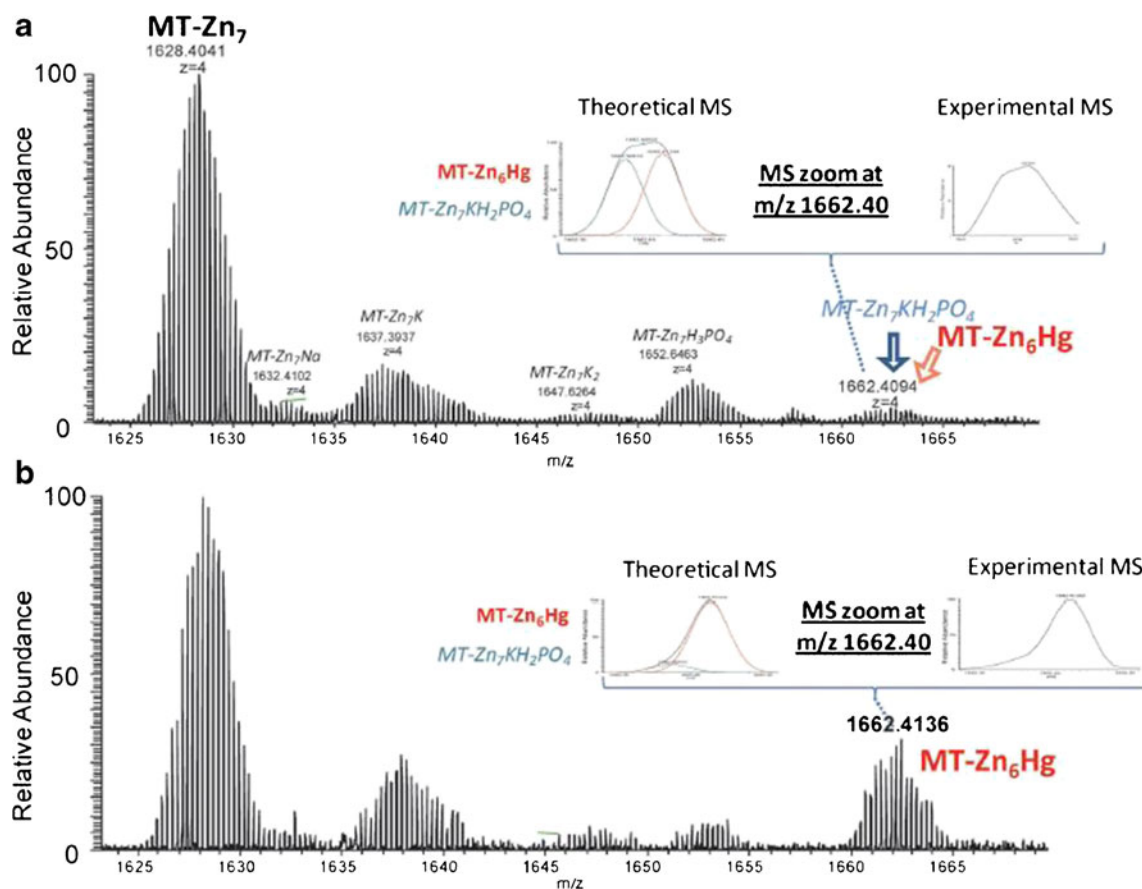 a
MT-Zn7
1628.4041
z=4
100
50
0
Relative Abundance
Theoretical MS
Experimental MS
MT-Zn6Hg
MT-Zn7KH2PO4
MS zoom at
m/z 1662.40
MT-Zn7Na
1632.4102
z=4
MT-Zn7K
1637.3937
z=4
MT-Zn7K2
1647.6264
z=4
MT-Zn7H3PO4
1652.6463
z=4
MT-Zn7KH2PO4
MT-Zn6Hg
1662.4094
z=4
1625 1630 1635 1640 1645 1650 1655 1660 1665
m/z
b
100
50
0
Relative Abundance
Theoretical MS
Experimental MS
MT-Zn6Hg
MT-Zn7KH2PO4
MS zoom at
m/z 1662.40
1662.4136
MT-Zn6Hg
1625 1630 1635 1640 1645 1650 1655 1660 1665
m/z